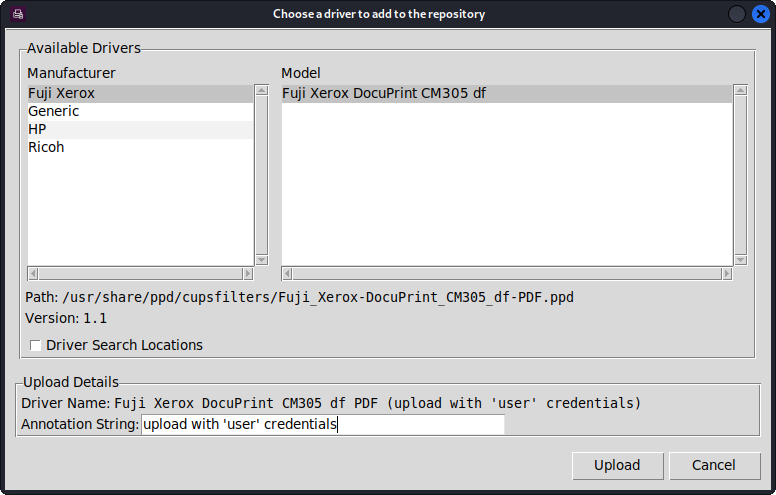 Choose a driver to add to the repository
Available Drivers
Manufacturer
Fuji Xerox
Generic
HP
Ricoh
Model
Fuji Xerox DocuPrint CM305 df
Path: /usr/share/ppd/cupsfilters/Fuji_Xerox-DocuPrint_CM305_df-PDF.ppd
Version: 1.1
Driver Search Locations
Upload Details
Driver Name: Fuji Xerox DocuPrint CM305 df PDF (upload with 'user' credentials)
Annotation String: upload with 'user' credentials
Upload
Cancel